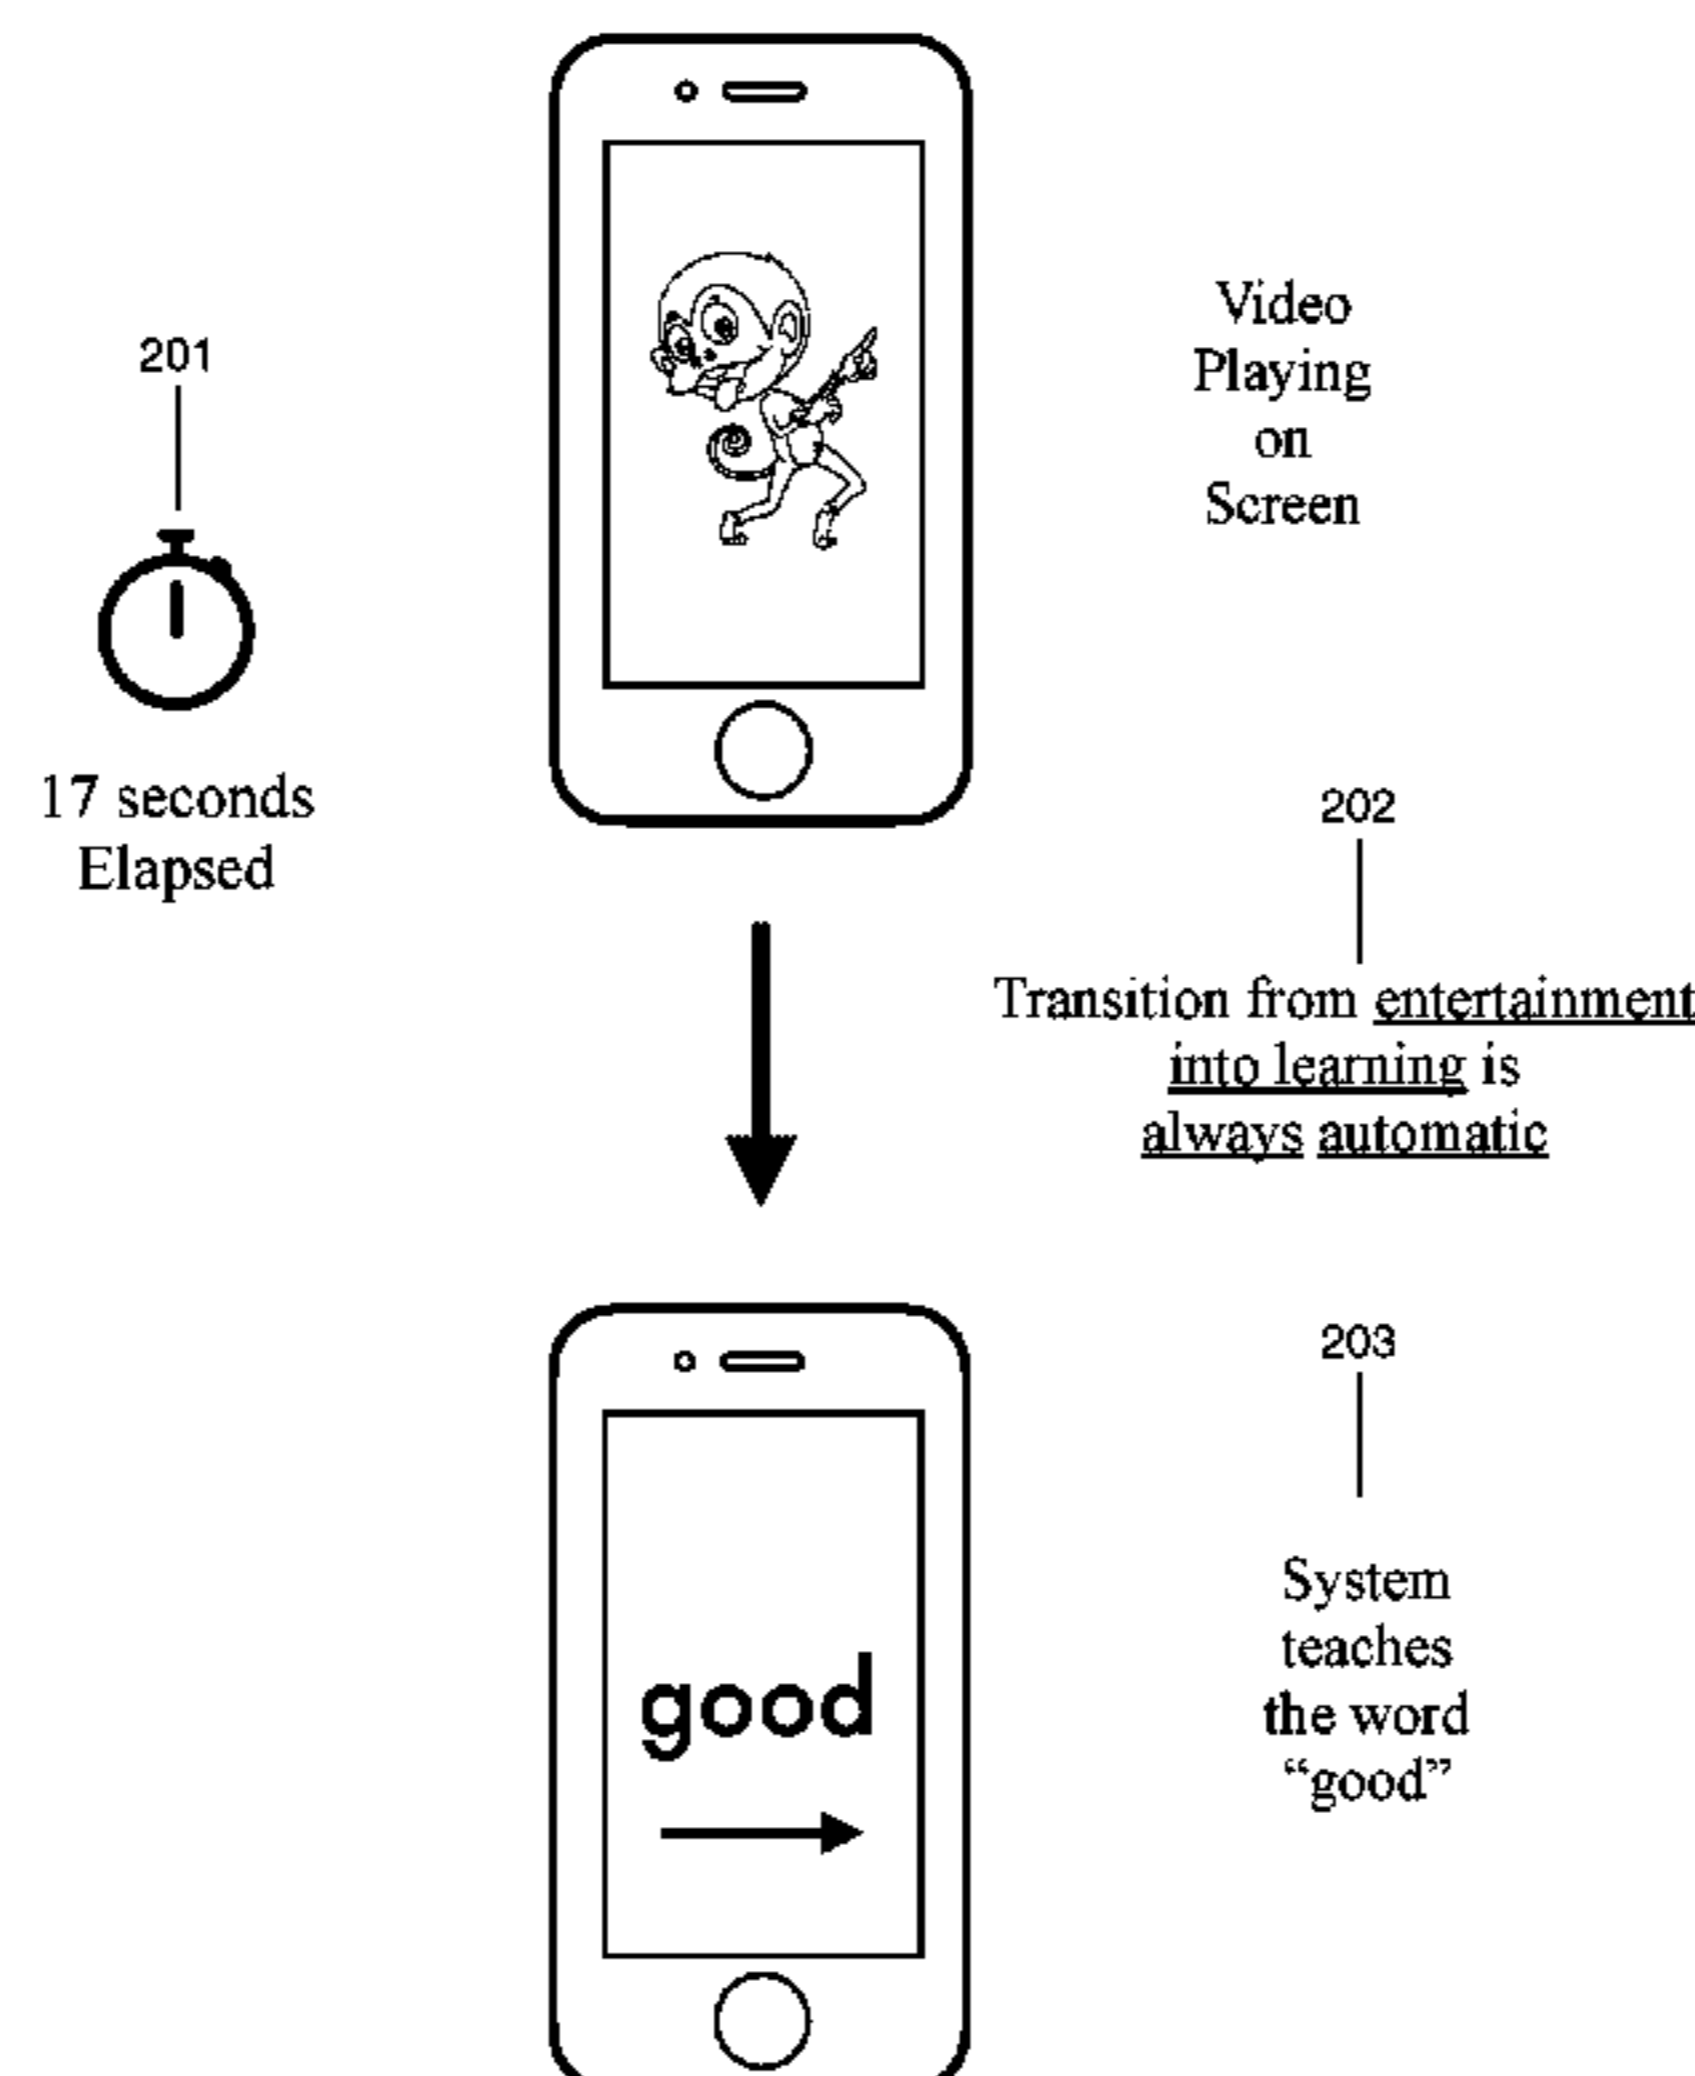 201
17 seconds
Elapsed
Video
Playing
on
Screen
202
Transition from entertainment
into learning is
always automatic
good
203
System
teaches
the word
“good”